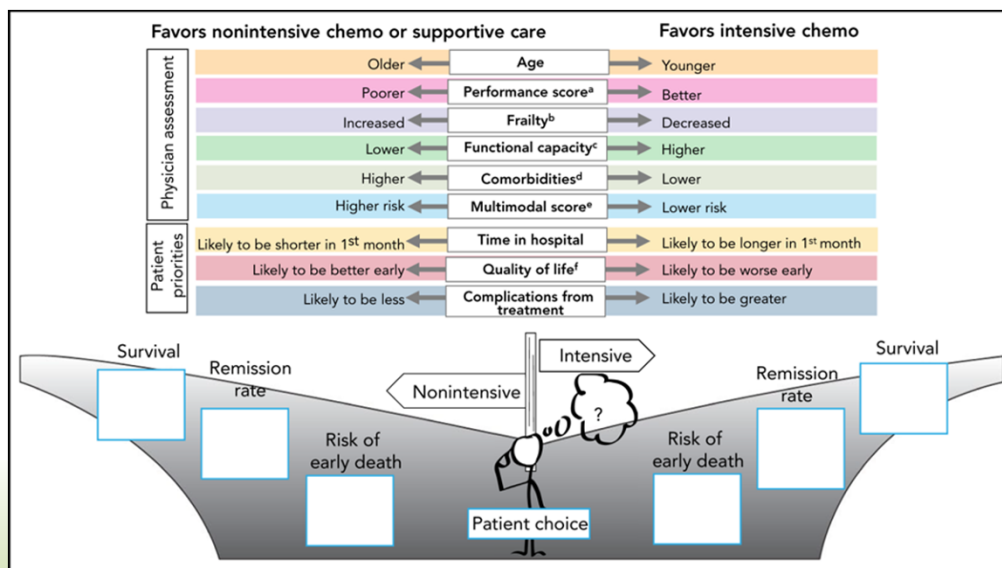 Favors nonintensive chemo or supportive care
Favors intensive chemo
Physician assessment
Older Age Younger
Poorer Performance scoreᵃ Better
Increased Frailtyᵇ Decreased
Lower Functional capacityᶜ Higher
Higher Comorbiditiesᵈ Lower
Higher risk Multimodal scoreᵉ Lower risk
Patient priorities
Likely to be shorter in 1ˢᵗ month Time in hospital Likely to be longer in 1ˢᵗ month
Likely to be better early Quality of lifeᶠ Likely to be worse early
Likely to be less Complications from treatment Likely to be greater
Survival
Remission
rate
Risk of
early death
Nonintensive
Intensive
?
Patient choice
Risk of
early death
Remission
rate
Survival